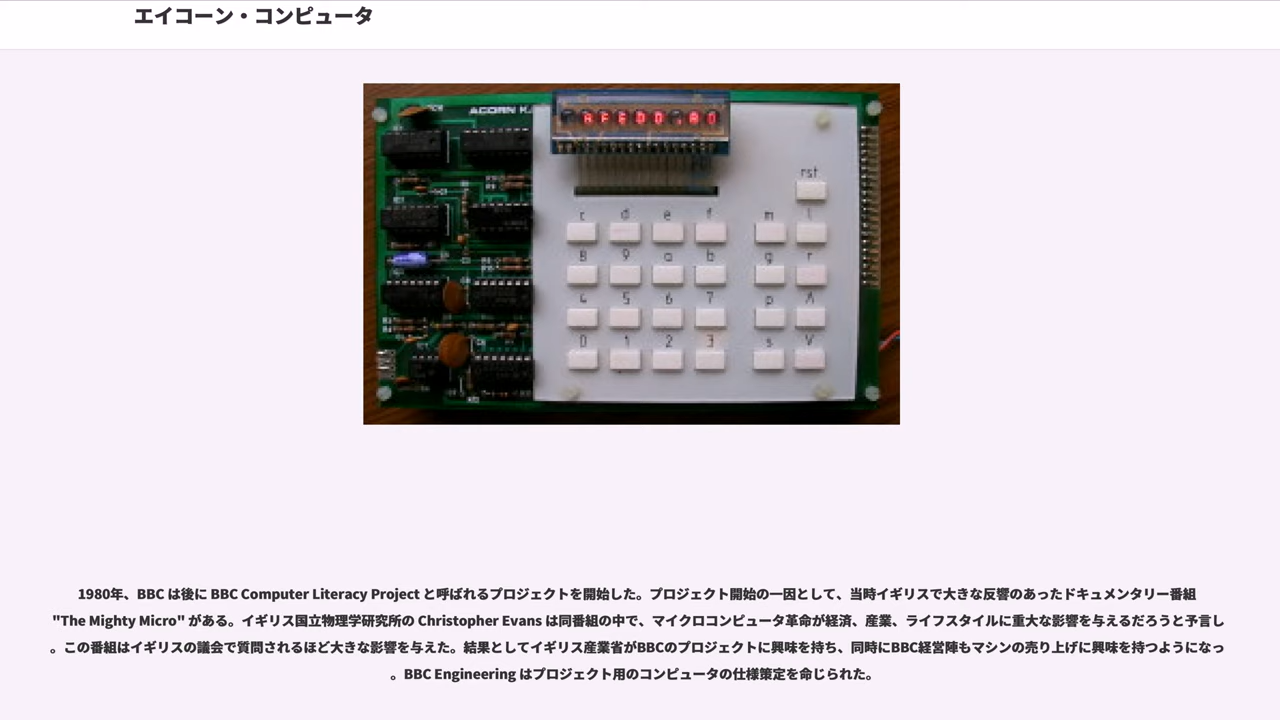 エイコーン・コンピュータ
ACORN
rst
c d e f m l
8 9 a b g r
4 5 6 7 p Λ
0 1 2 3 s V
1980年、BBC は後に BBC Computer Literacy Project と呼ばれるプロジェクトを開始した。プロジェクト開始の一因として、当時イギリスで大きな反響のあったドキュメンタリー番組
"The Mighty Micro" がある。イギリス国立物理学研究所の Christopher Evans は同番組の中で、マイクロコンピュータ革命が経済、産業、ライフスタイルに重大な影響を与えるだろうと予言し
。この番組はイギリスの議会で質問されるほど大きな影響を与えた。結果としてイギリス産業省がBBCのプロジェクトに興味を持ち、同時にBBC経営陣もマシンの売り上げに興味を持つようになっ
。BBC Engineering はプロジェクト用のコンピュータの仕様策定を命じられた。